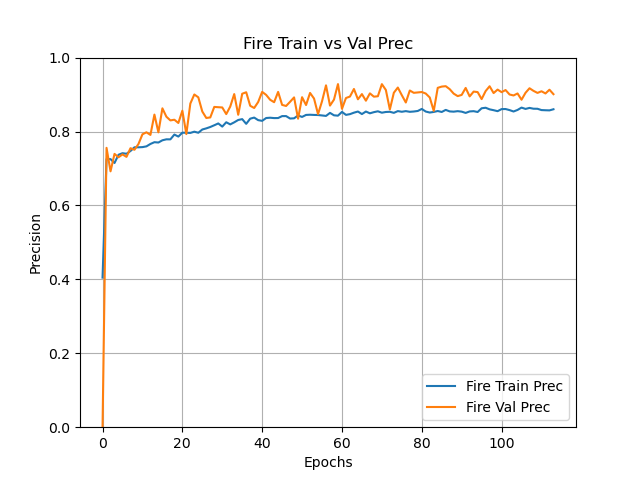 Fire Train vs Val Prec
1.0
0.8
0.6
0.4
0.2
0.0
Precision
0 20 40 60 80 100
Epochs
Fire Train Prec
Fire Val Prec